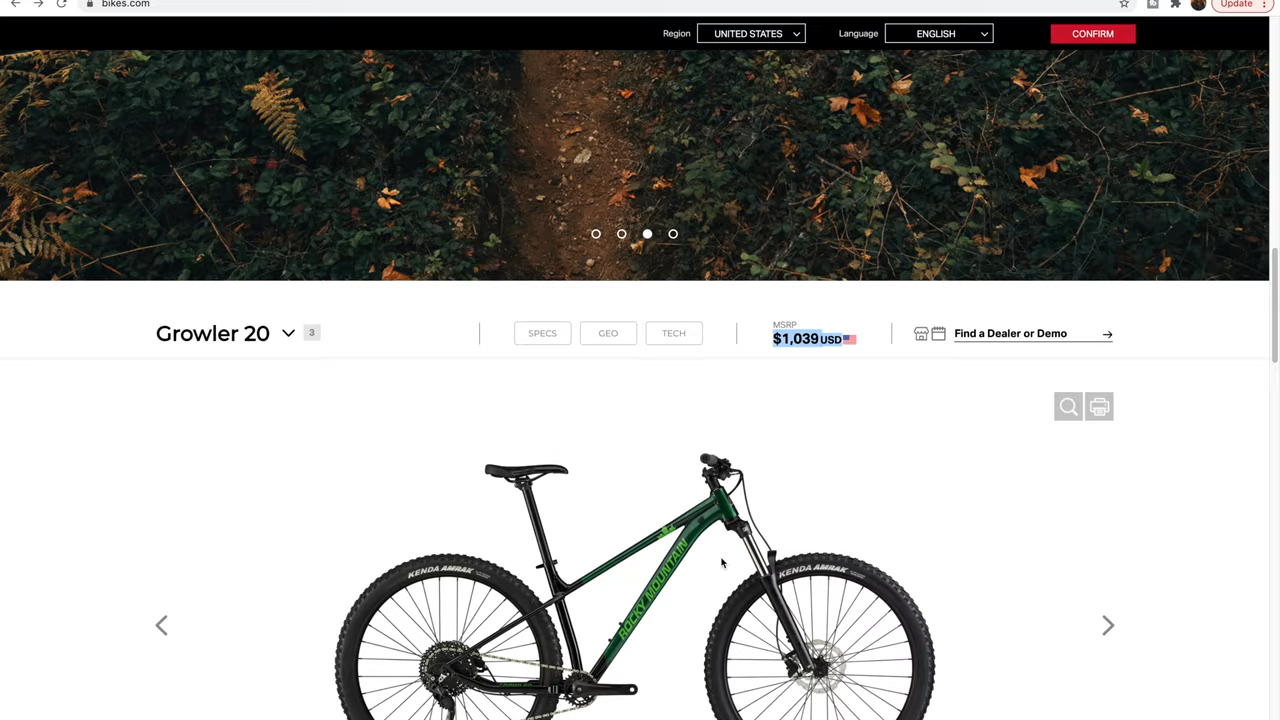 bikes.com
Update
Region UNITED STATES Language ENGLISH CONFIRM
Growler 20 3 SPECS GEO TECH MSRP Find a Dealer or Demo
$1,039 USD
KENDA AMRAK
ROCKY MOUNTAIN
KENDA AMRAK